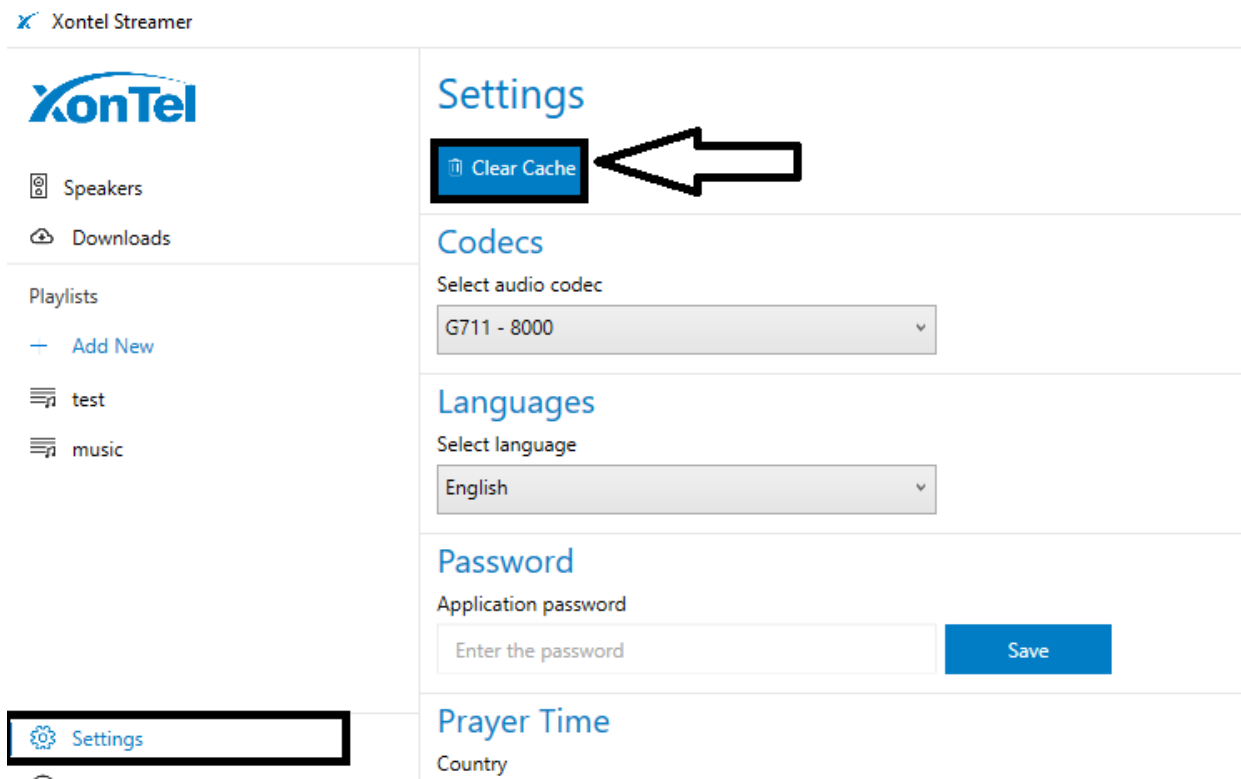 Xontel Streamer
XonTel
Speakers
Downloads
Playlists
Add New
test
music
Settings
Settings
Clear Cache
Codecs
Select audio codec
G711 - 8000
Languages
Select language
English
Password
Application password
Enter the password
Save
Prayer Time
Country